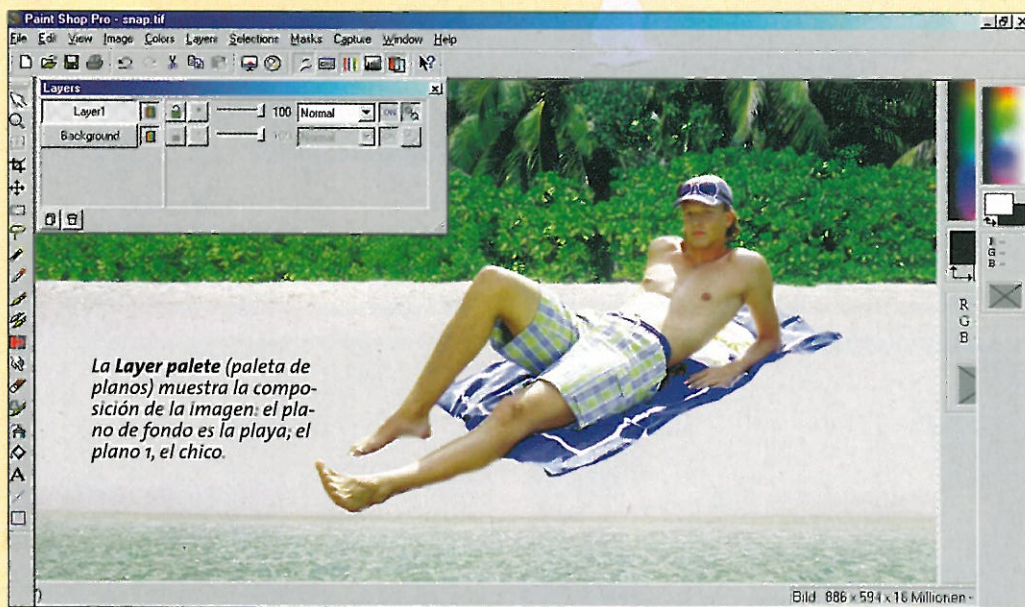 Paint Shop Pro - snap.tif
File Edit View Image Colors Layers Selections Masks Capture Window Help
Layers
Layer1 100 Normal
Background 100 Normal
La Layer palete (paleta de
planos) muestra la compo-
sición de la imagen: el pla-
no de fondo es la playa; el
plano 1, el chico.
R -
G -
B -
R
G
B
A
Bild: 886 x 594 x 16 Millionen -